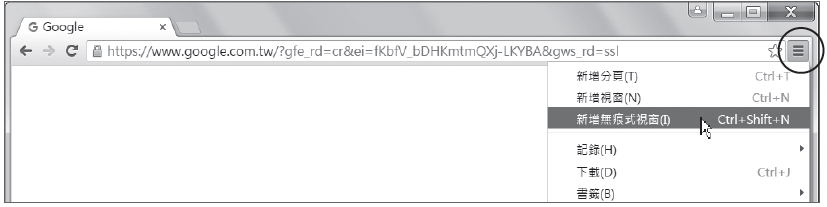 Google
https://www.google.com.tw/?gfe_rd=cr&ei=fKbfV_bDHKmtmQXj-LKYBA&gws_rd=ssl
新增分頁(T) Ctrl+T
新增視窗(N) Ctrl+N
新增無痕式視窗(I) Ctrl+Shift+N
記錄(H)
下載(D) Ctrl+J
書籤(B)